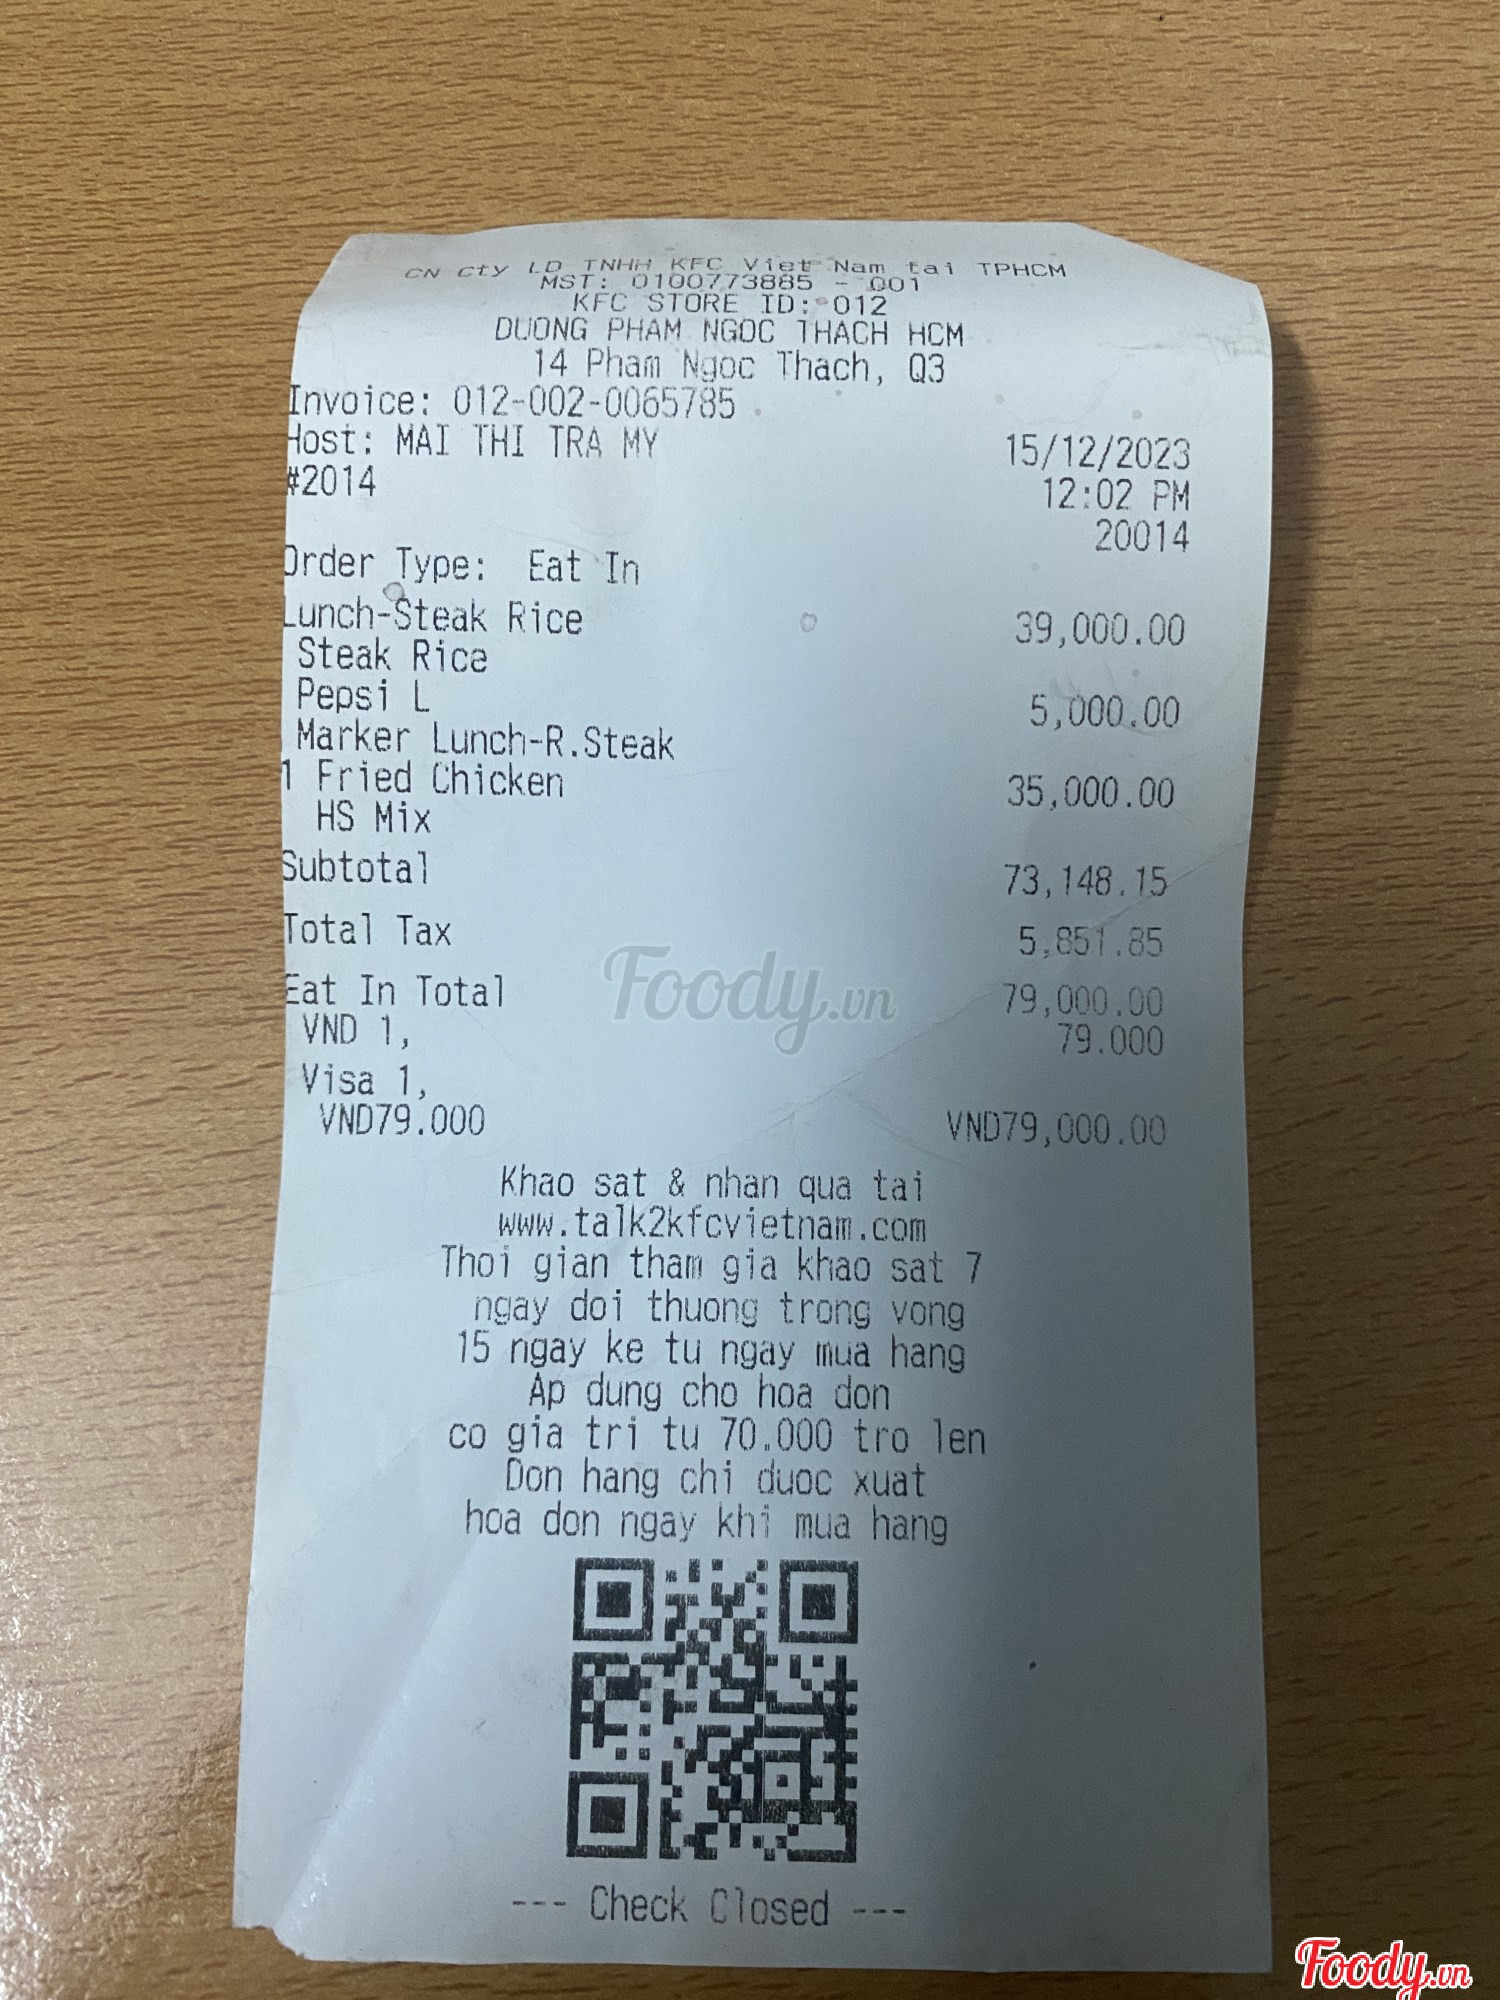 CN Cty LD TNHH KFC Viet Nam tai TPHCM
MST: 0100773885 - 001
KFC STORE ID: 012
DUONG PHAM NGOC THACH HCM
14 Pham Ngoc Thach, Q3
Invoice: 012-002-0065785
Host: MAI THI TRA MY 15/12/2023
#2014 12:02 PM
20014
Order Type: Eat In
Lunch-Steak Rice 39,000.00
Steak Rice
Pepsi L 5,000.00
Marker Lunch-R.Steak
1 Fried Chicken 35,000.00
HS Mix
Subtotal 73,148.15
Total Tax 5,851.85
Eat In Total 79,000.00
VND 1, 79.000
Visa 1,
VND79.000 VND79,000.00
Khao sat & nhan qua tai
www.talk2kfcvietnam.com
Thoi gian tham gia khao sat 7
ngay doi thuong trong vong
15 ngay ke tu ngay mua hang
Ap dung cho hoa don
co gia tri tu 70.000 tro len
Don hang chi duoc xuat
hoa don ngay khi mua hang
--- Check Closed ---
Foody.vn
Foody.vn